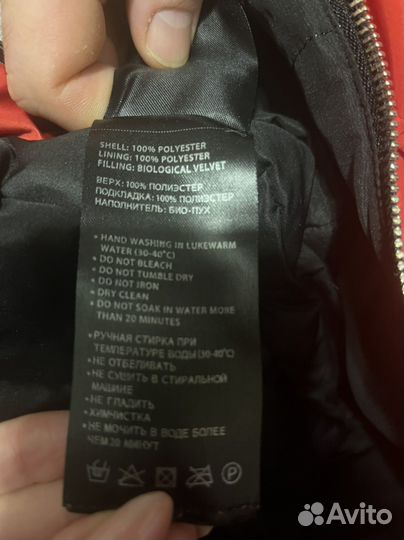 SHELL: 100% POLYESTER
LINING: 100% POLYESTER
FILLING: BIOLOGICAL VELVET
ВЕРХ: 100% ПОЛИЭСТЕР
ПОДКЛАДКА: 100% ПОЛИЭСТЕР
НАПОЛНИТЕЛЬ: БИО-ПУХ
• HAND WASHING IN LUKEWARM
WATER (30-40°C)
• DO NOT BLEACH
• DO NOT TUMBLE DRY
• DO NOT IRON
• DRY CLEAN
• DO NOT SOAK IN WATER MORE
THAN 20 MINUTES
• РУЧНАЯ СТИРКА ПРИ
ТЕМПЕРАТУРЕ ВОДЫ (30-40°C)
• НЕ ОТБЕЛИВАТЬ
• НЕ СУШИТЬ В СТИРАЛЬНОЙ
МАШИНЕ
• НЕ ГЛАДИТЬ
• ХИМЧИСТКА
• НЕ МОЧИТЬ В ВОДЕ БОЛЕЕ
ЧЕМ 20 МИНУТ
P
Avito